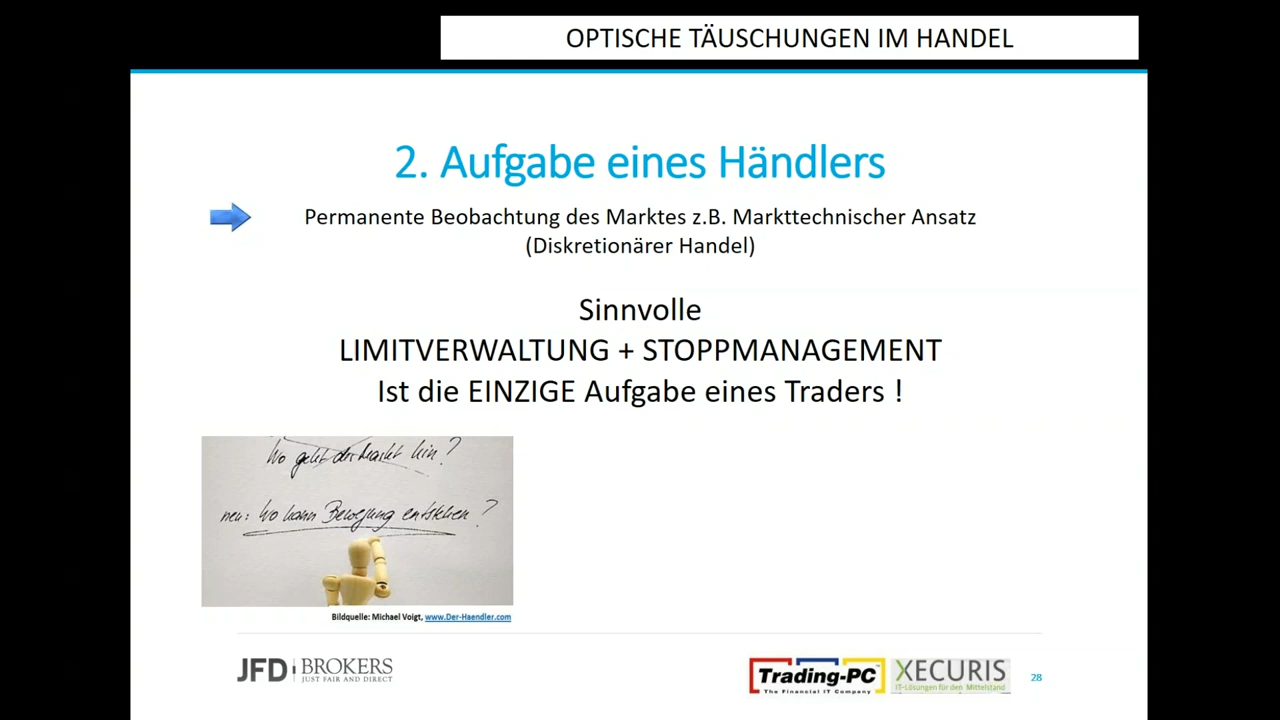 OPTISCHE TÄUSCHUNGEN IM HANDEL
2. Aufgabe eines Händlers
Permanente Beobachtung des Marktes z.B. Markttechnischer Ansatz
(Diskretionärer Handel)
Sinnvolle
LIMITVERWALTUNG + STOPPMANAGEMENT
Ist die EINZIGE Aufgabe eines Traders !
Wo geht der Markt hin?
neu: Wo kann Bewegung entstehen?
Bildquelle: Michael Voigt, www.Der-Haendler.com
JFD BROKERS
JUST FAIR AND DIRECT
Trading-PC
The Financial IT Company
XECURIS
IT-Lösungen für den Mittelstand
28